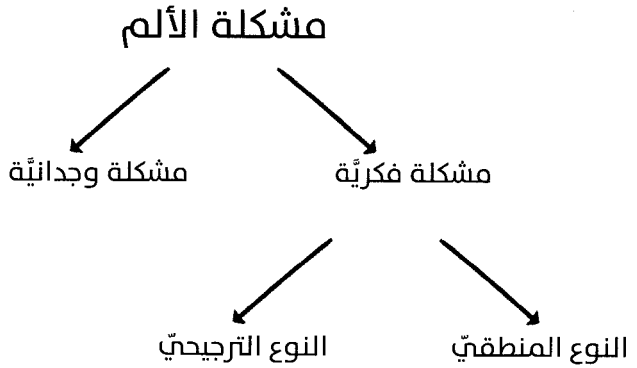 مشكلة الألم
مشكلة فكريَّة
مشكلة وجدانيَّة
النوع المنطقيّ
النوع الترجيحيّ